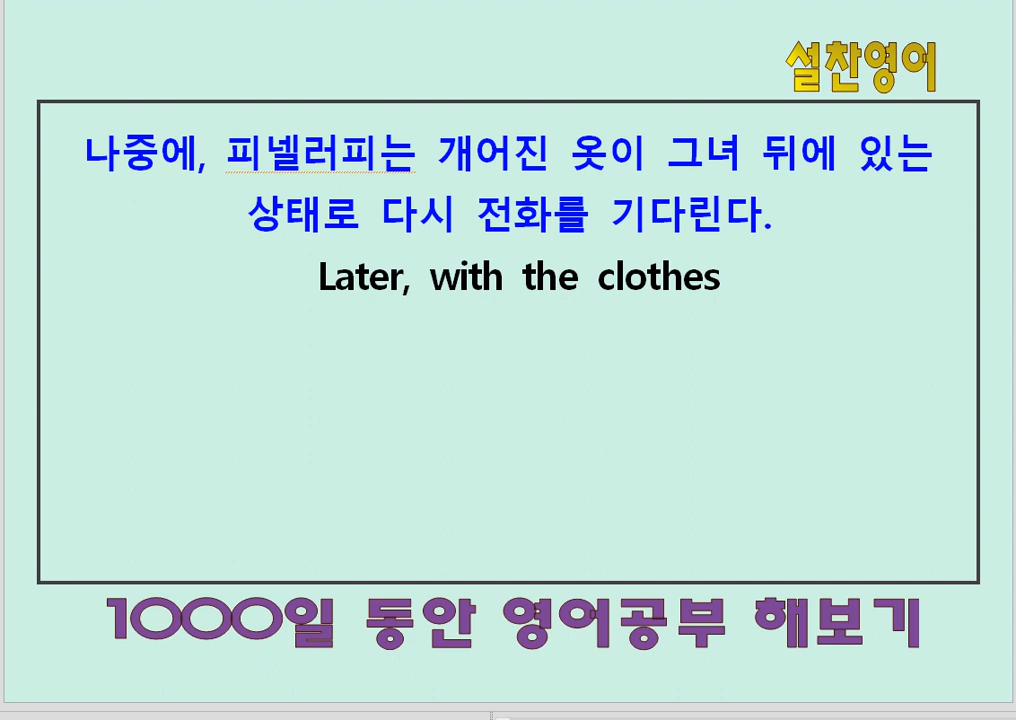 설찬영어
나중에, 피넬러피는 개어진 옷이 그녀 뒤에 있는
상태로 다시 전화를 기다린다.
Later, with the clothes
1000일 동안 영어공부 해보기